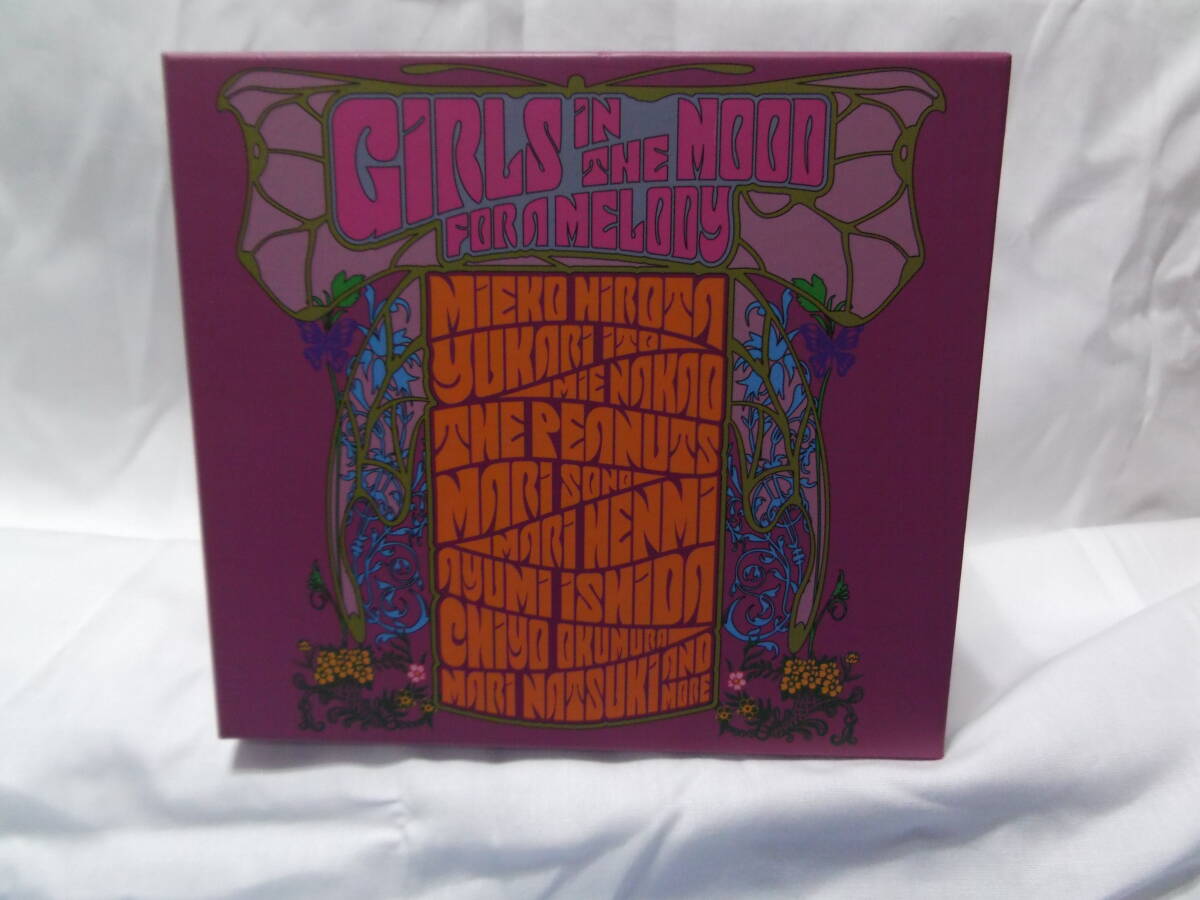 GIRLS IN THE MOOD
FOR A MELODY
MIEKO HIROTA
YUKARI ITO
MIE NAKAO
THE PEANUTS
MARI SONO
MARI HENMI
AYUMI ISHIDA
CHIYO OKUMURA
MARI NATSUKI AND MORE